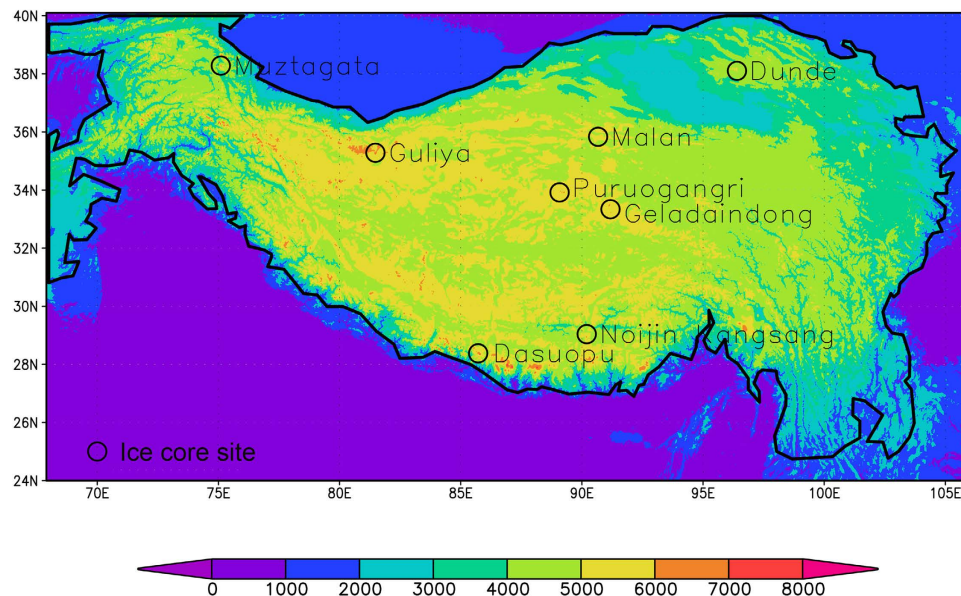 40N
38N
36N
34N
32N
30N
28N
26N
24N
Muztagata
Dunde
Malan
Guliya
Puruogangri
Geladaindong
Noijin Kangsang
Dasuopu
Ice core site
70E 75E 80E 85E 90E 95E 100E 105E
0 1000 2000 3000 4000 5000 6000 7000 8000